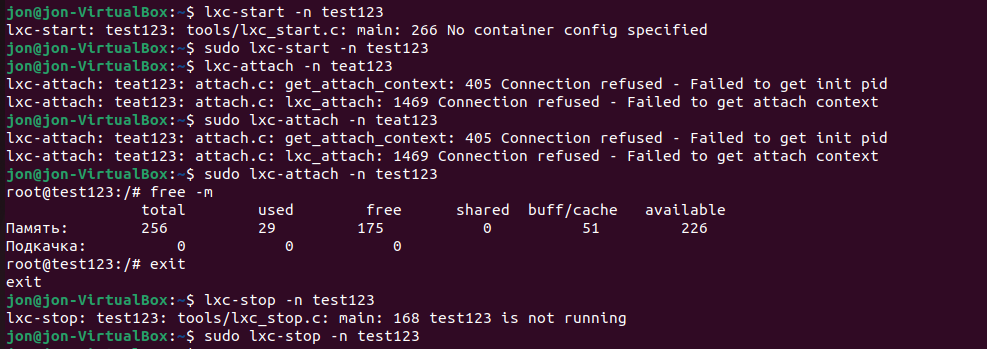 jon@jon-VirtualBox:~$ lxc-start -n test123
lxc-start: test123: tools/lxc_start.c: main: 266 No container config specified
jon@jon-VirtualBox:~$ sudo lxc-start -n test123
jon@jon-VirtualBox:~$ lxc-attach -n teat123
lxc-attach: teat123: attach.c: get_attach_context: 405 Connection refused - Failed to get init pid
lxc-attach: teat123: attach.c: lxc_attach: 1469 Connection refused - Failed to get attach context
jon@jon-VirtualBox:~$ sudo lxc-attach -n teat123
lxc-attach: teat123: attach.c: get_attach_context: 405 Connection refused - Failed to get init pid
lxc-attach: teat123: attach.c: lxc_attach: 1469 Connection refused - Failed to get attach context
jon@jon-VirtualBox:~$ sudo lxc-attach -n test123
root@test123:/# free -m
total used free shared buff/cache available
Память: 256 29 175 0 51 226
Подкачка: 0 0 0
root@test123:/# exit
exit
jon@jon-VirtualBox:~$ lxc-stop -n test123
lxc-stop: test123: tools/lxc_stop.c: main: 168 test123 is not running
jon@jon-VirtualBox:~$ sudo lxc-stop -n test123